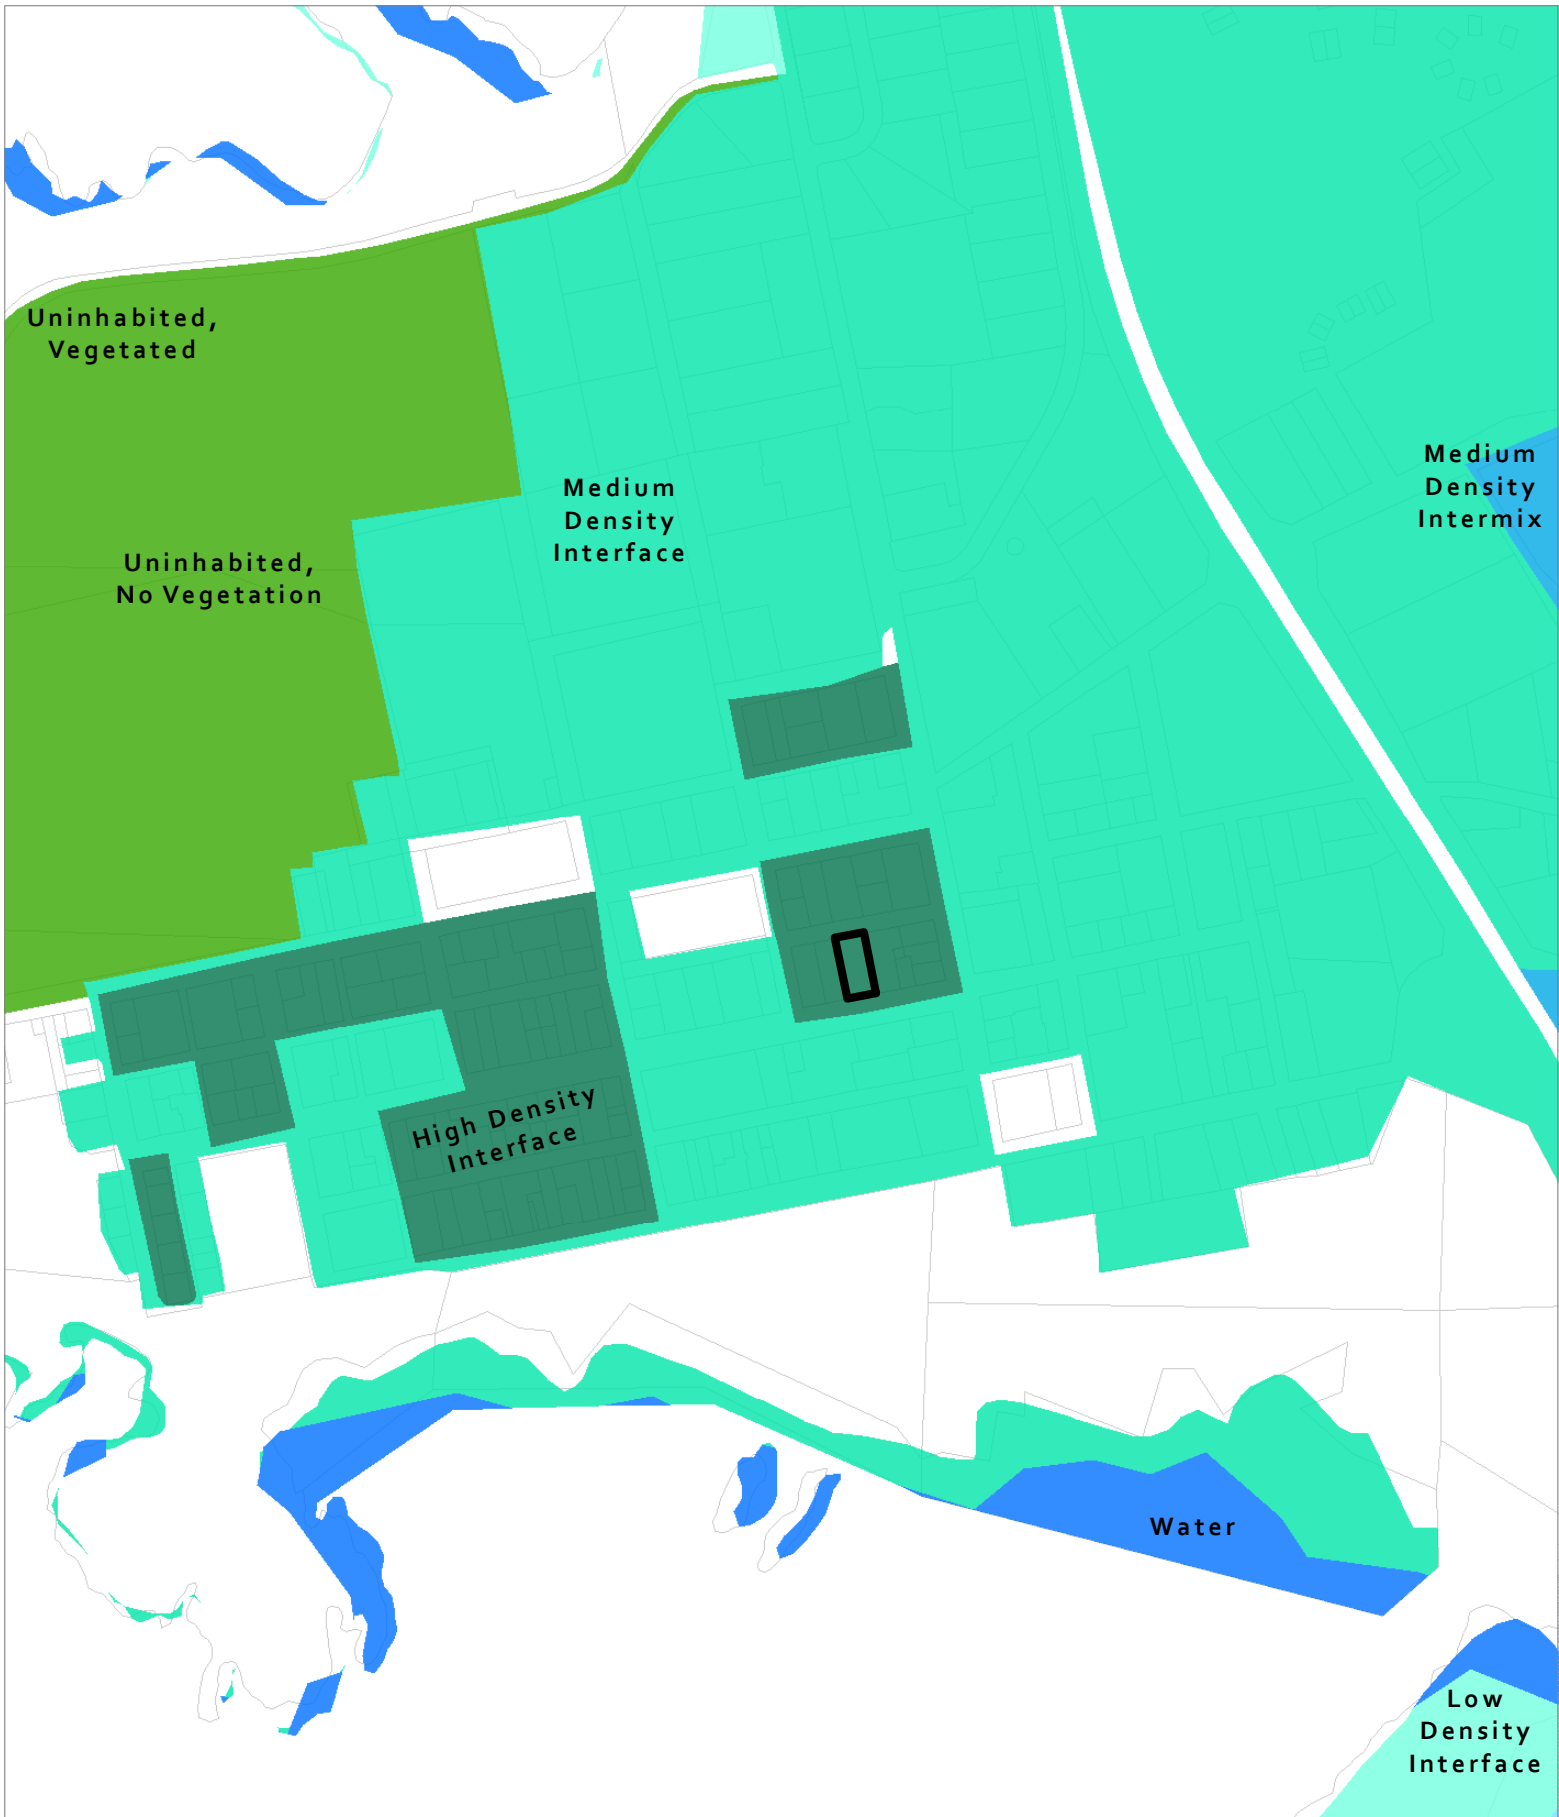 Uninhabited,
Vegetated
Medium
Density
Intermix
Medium
Density
Interface
Uninhabited,
No Vegetation
High Density
Interface
Water
Low
Density
Interface